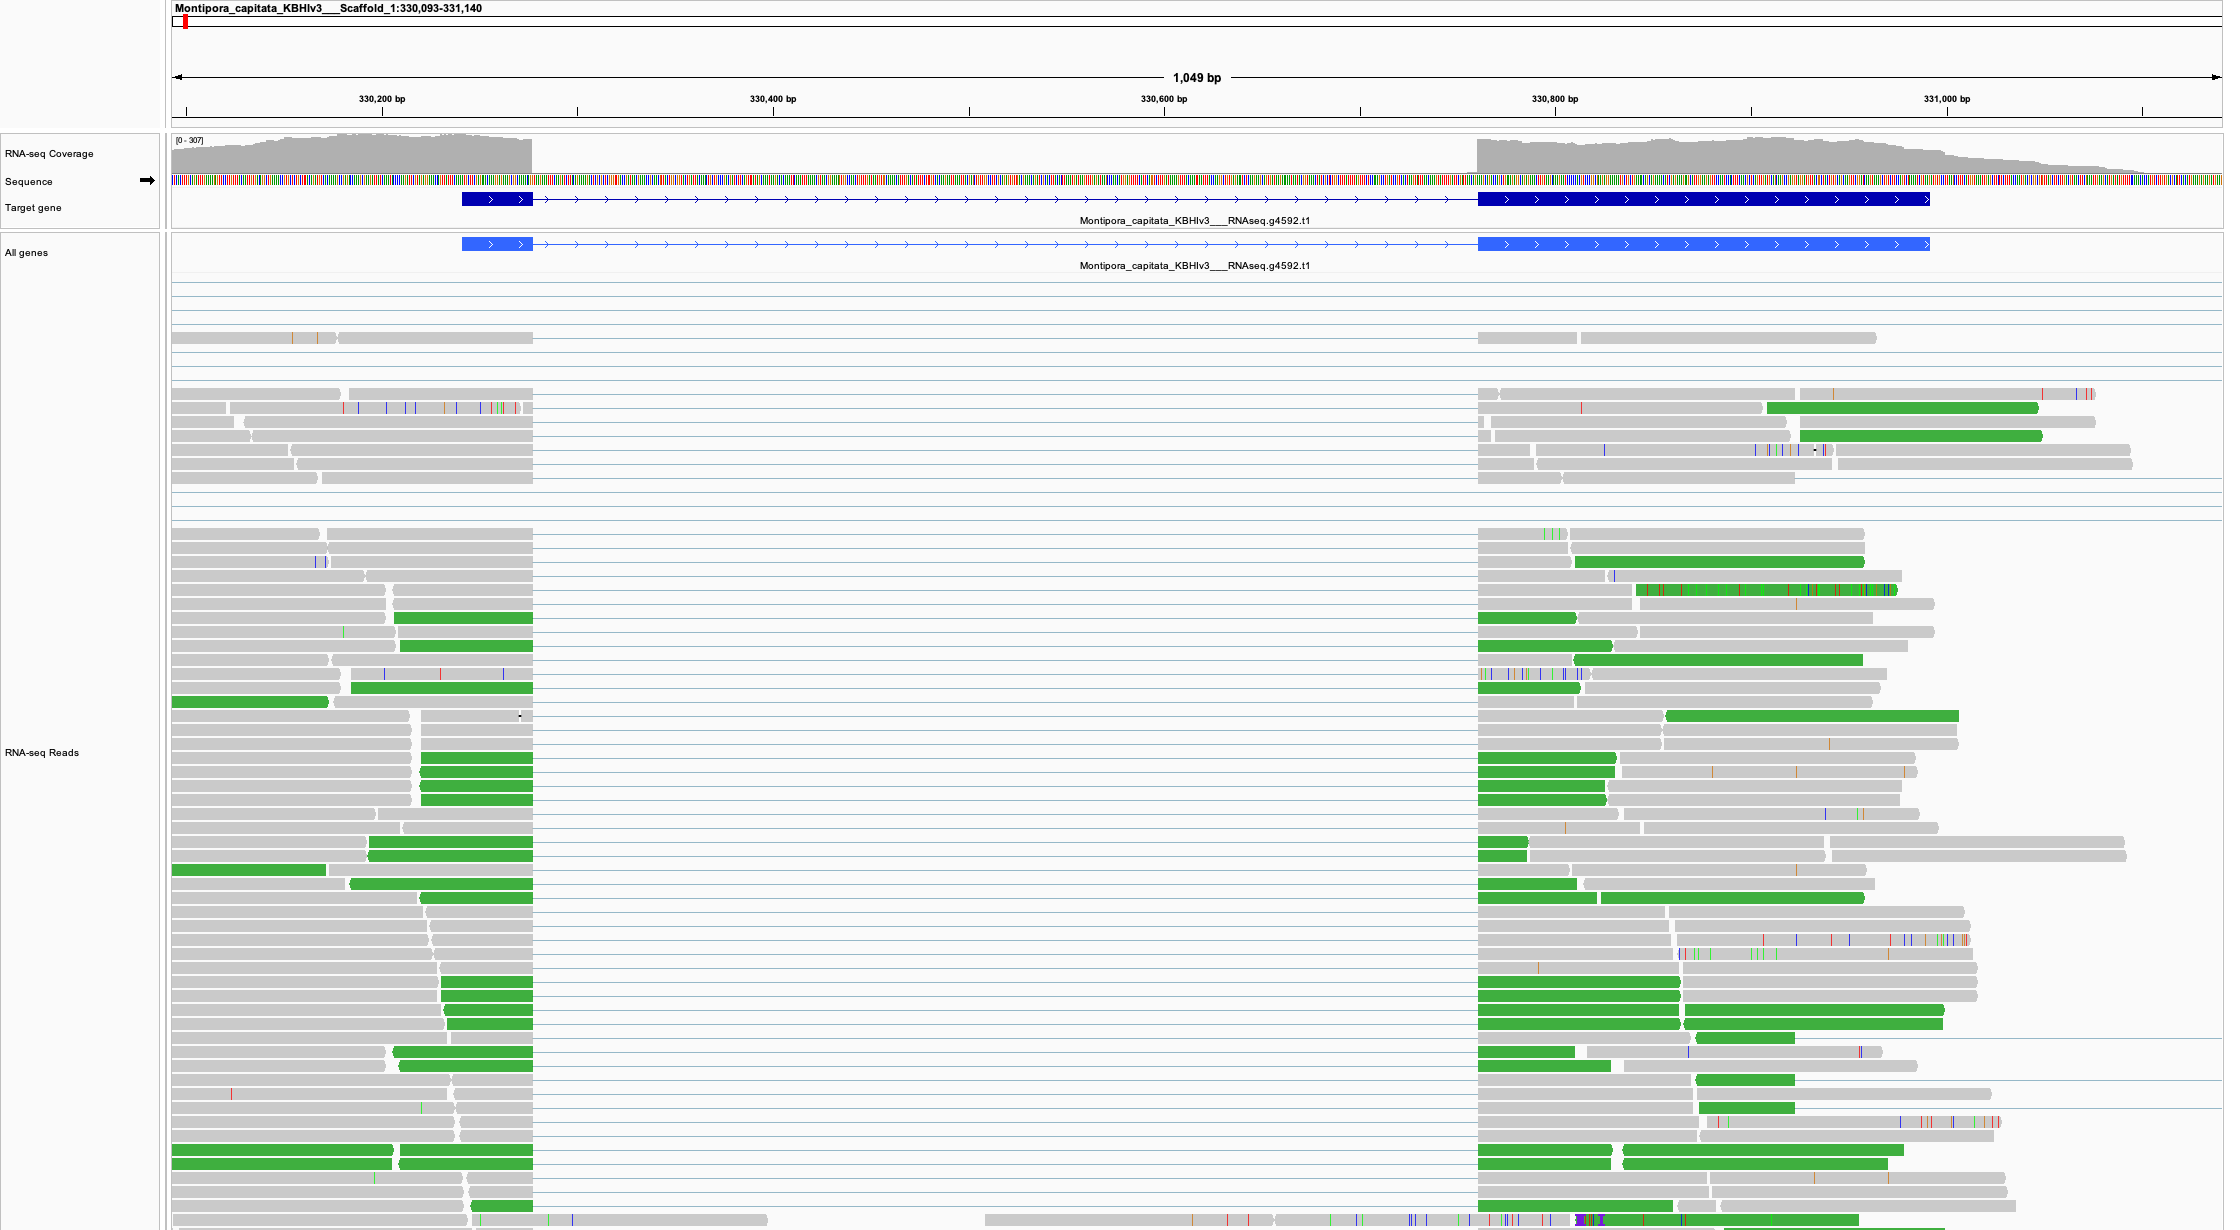 Montipora_capitata_KBHIv3___Scaffold_1:330,093-331,140
1,049 bp
330,200 bp 330,400 bp 330,600 bp 330,800 bp 331,000 bp
[0 - 307]
RNA-seq Coverage
Sequence
Target gene
Montipora_capitata_KBHIv3___RNAseq.g4592.t1
All genes
Montipora_capitata_KBHIv3___RNAseq.g4592.t1
RNA-seq Reads